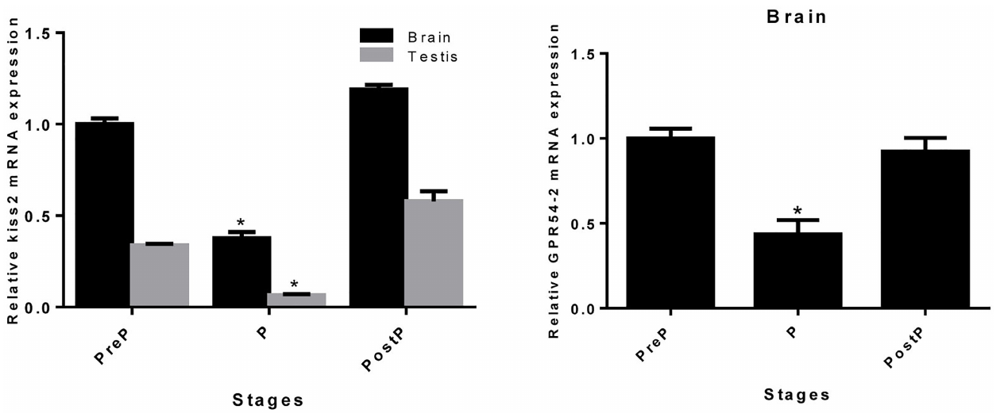 Relative kiss2 mRNA expression
1.5
1.0
0.5
0.0
Brain
Testis
*
*
PreP
P
PostP
Stages
Brain
Relative GPR54-2 mRNA expression
1.5
1.0
0.5
0.0
*
PreP
P
PostP
Stages